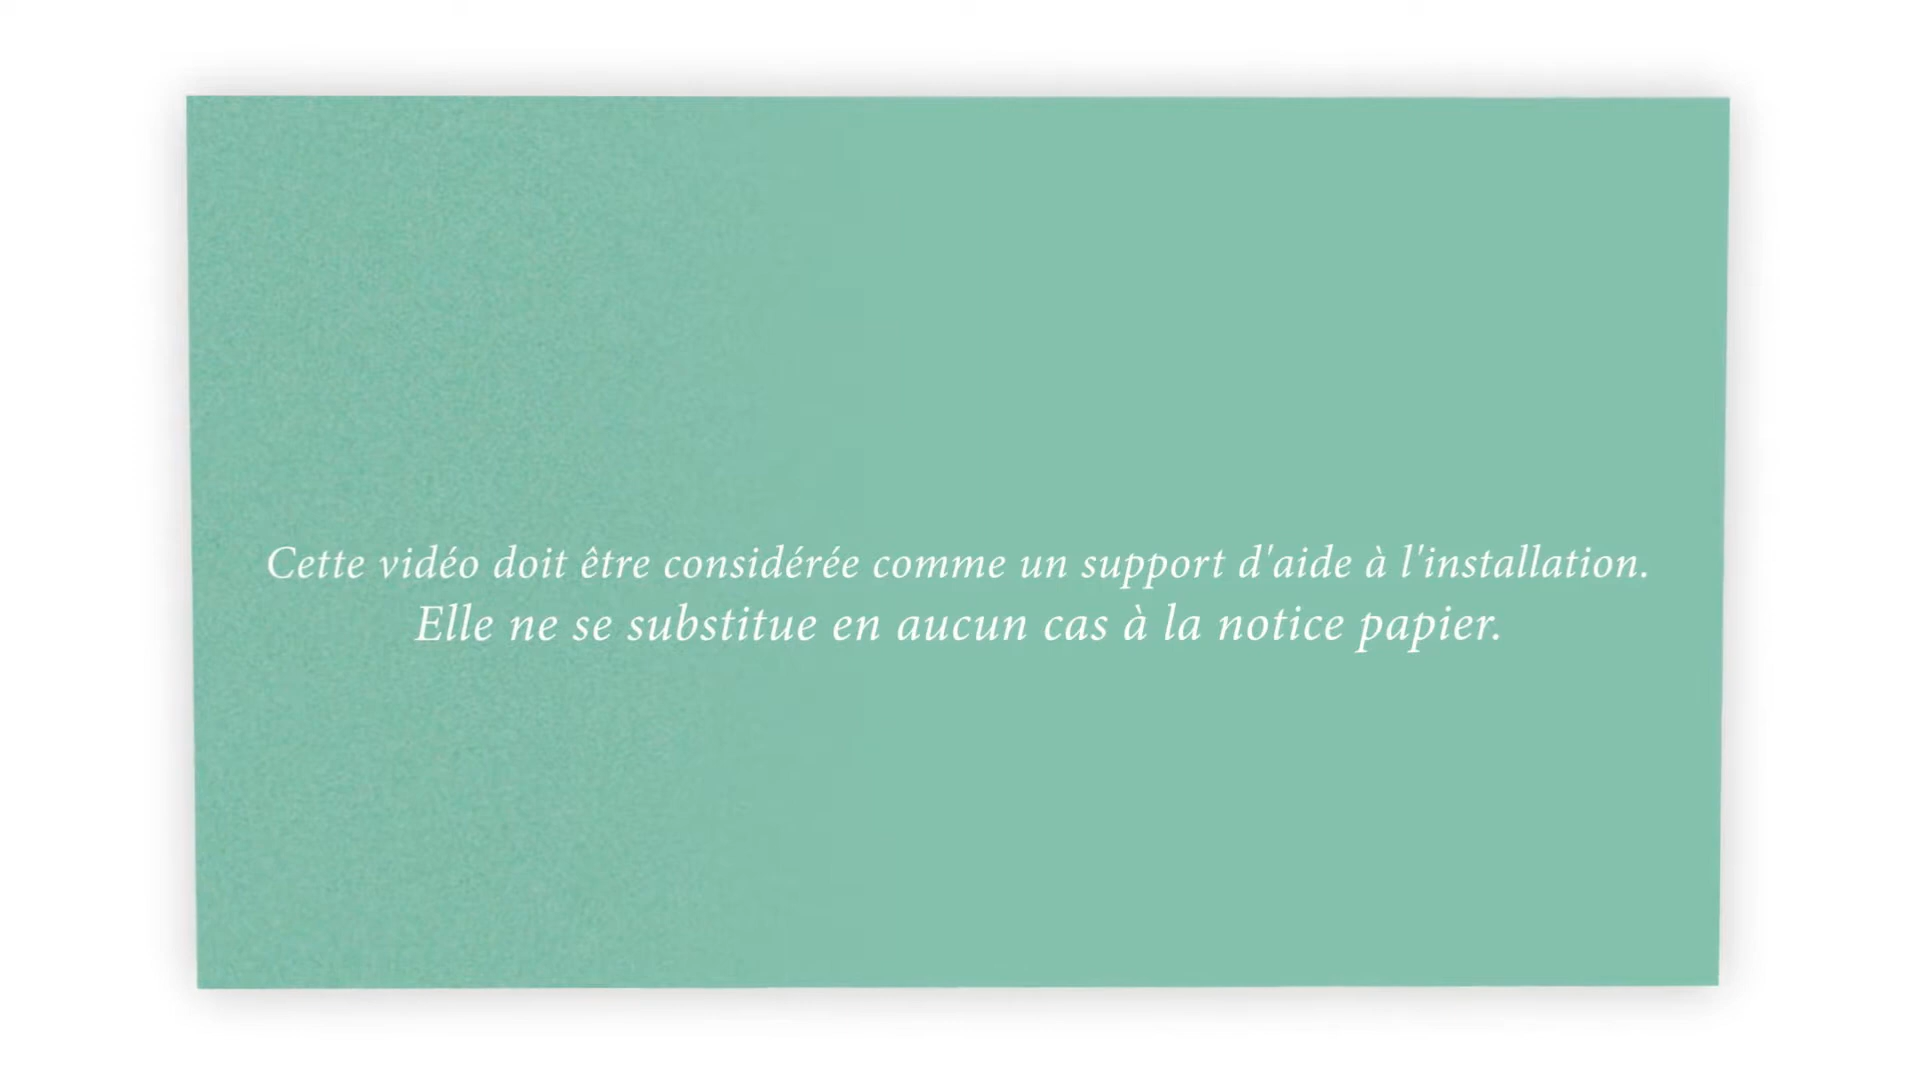 Cette vidéo doit être considérée comme un support d'aide à l'installation.
Elle ne se substitue en aucun cas à la notice papier.